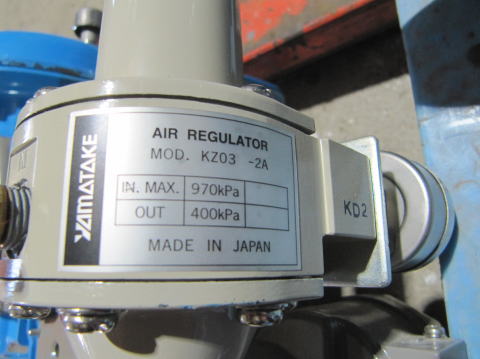 YAMATAKE
AIR REGULATOR
MOD. KZ03 -2A
IN. MAX. 970kPa
OUT 400kPa
MADE IN JAPAN
KD2